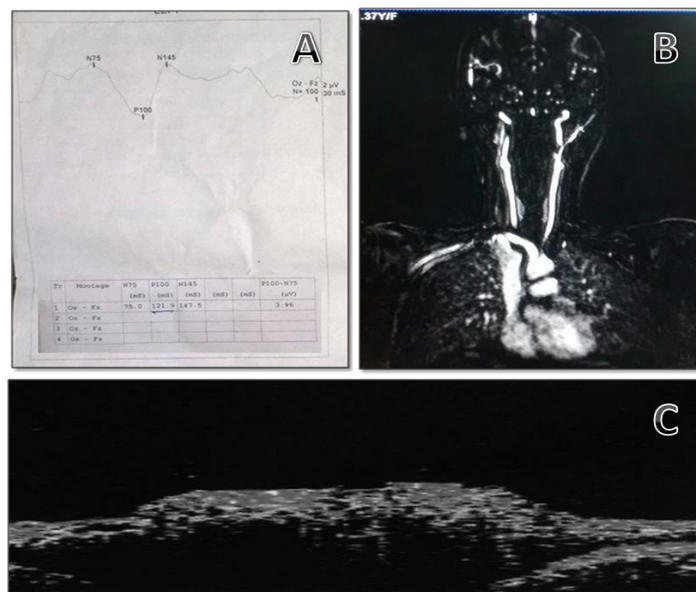 A
N75
N145
P100
Oz - Fz
N= 100
2 µV
30 mS
Tr Montage N75 P100 N145 P100-N75
(mS) (mS) (mS) (mS) (mS) (µV)
1 Oz - Fz 75.0 121.9 147.5 3.96
2 Oz - Fz
3 Oz - Fz
4 Oz - Fz
.37Y/F
B
C